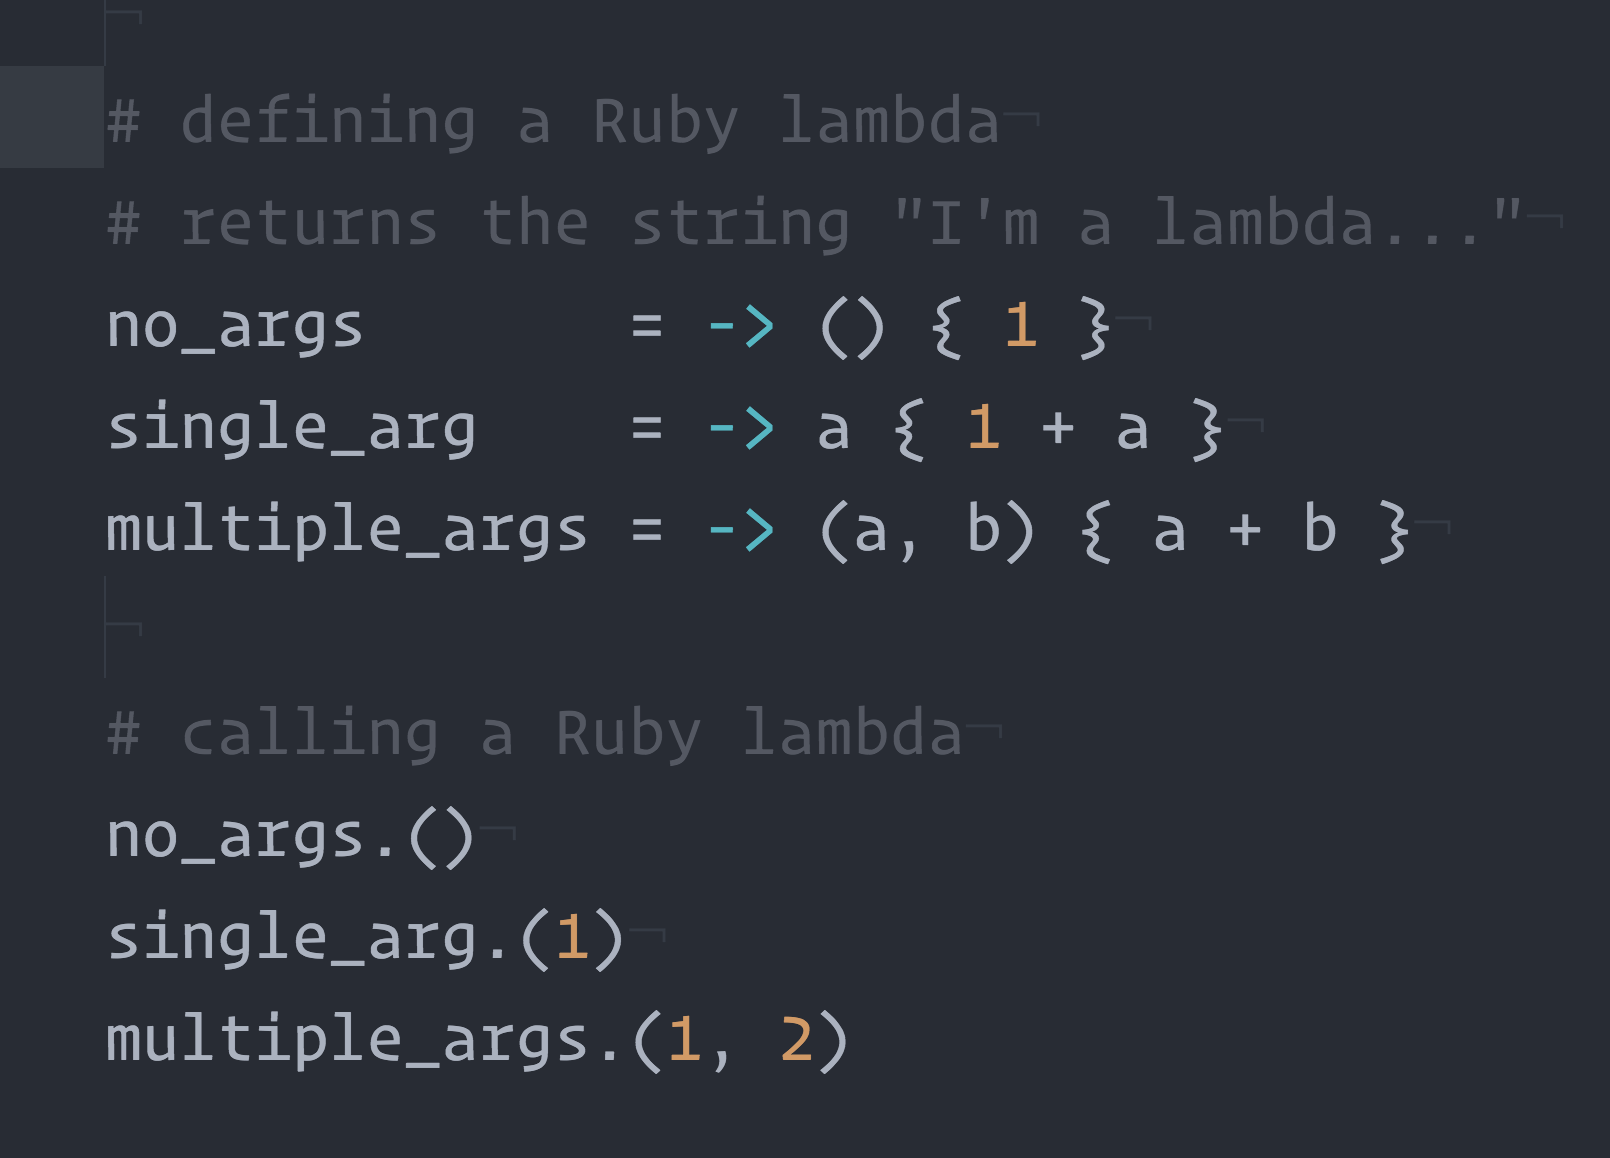 # defining a Ruby lambda
# returns the string "I'm a lambda..."
no_args       = -> () { 1 }
single_arg    = -> a { 1 + a }
multiple_args = -> (a, b) { a + b }

# calling a Ruby lambda
no_args.()
single_arg.(1)
multiple_args.(1, 2)